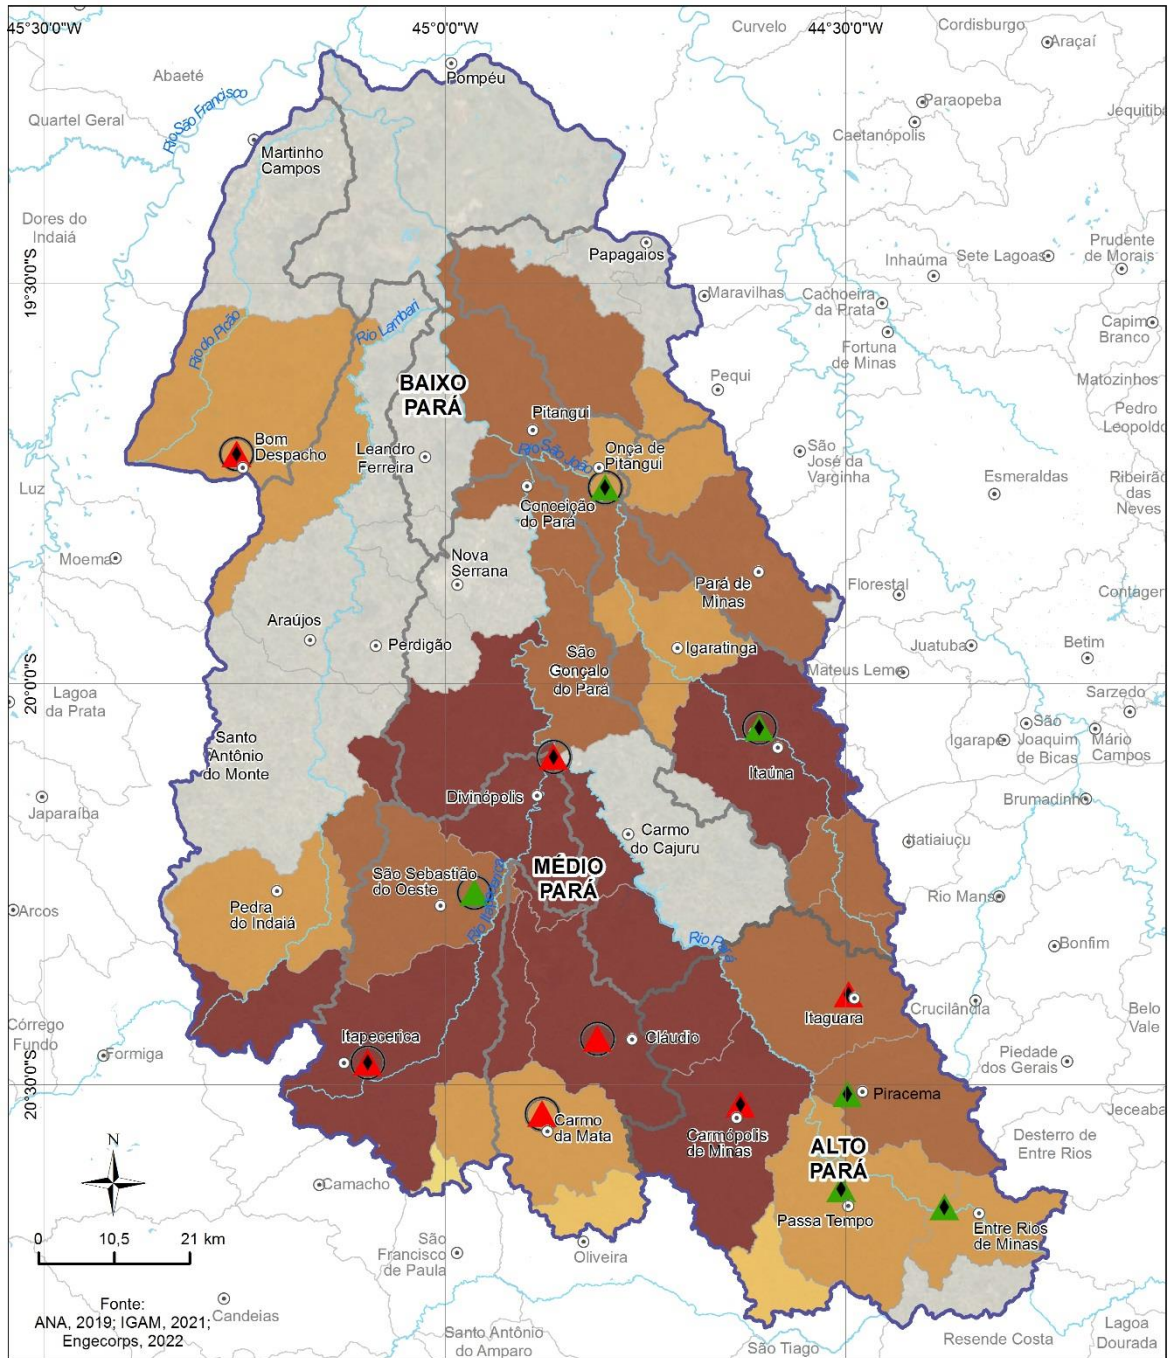 45°30'0"W
45°0'0"W
44°30'0"W
Curvelo
Cordisburgo
Araçaí
Abaeté
Pompéu
Rio São Francisco
Paraopeba
Quartel Geral
Caetanópolis
Martinho
Campos
Dores do
Indaiá
Papagaios
Inhaúma
Sete Lagoas
Prudente
de Morais
19°30'0"S
Maravilhas
Cachoeira
da Prata
Capim
Branco
Rio do Picão
Rio Lambari
Fortuna
de Minas
BAIXO
PARÁ
Pequi
Matozinhos
Pedro
Leopoldo
Pitangui
Bom
Despacho
Rio São João
Onça de
Pitangui
São
José da
Varginha
Leandro
Ferreira
Luz
Esmeraldas
Ribeirão
das
Neves
Conceição
do Pará
Moema
Nova
Serrana
Pará de
Minas
Florestal
Contagem
Araújos
Perdigão
Igaratinga
Juatuba
Betim
São
Gonçalo
do Pará
Mateus Leme
20°0'0"S
Lagoa
da Prata
Sarzedo
Santo
Antônio
do Monte
Itaúna
Igarapé
São
Joaquim
de Bicas
Mário
Campos
Japaraíba
Divinópolis
Brumadinho
Carmo
do Cajuru
Itatiaiuçu
MÉDIO
PARÁ
São Sebastião
do Oeste
Rio Manso
Arcos
Pedra
do Indaiá
Rio Itapecerica
Rio Pará
Bonfim
Itaguara
Crucilândia
Belo
Vale
Córrego
Fundo
Formiga
Itapecerica
Cláudio
Piedade
dos Gerais
20°30'0"S
Piracema
Jeceaba
N
Carmo
da Mata
Carmópolis
de Minas
Desterro de
Entre Rios
ALTO
PARÁ
Camacho
Passa Tempo
Entre Rios
de Minas
0
10,5
21 km
São
Francisco
de Paula
Oliveira
Fonte:
ANA, 2019; IGAM, 2021;
Engecorps, 2022
Candeias
Santo Antônio
do Amparo
São Tiago
Resende Costa
Lagoa
Dourada